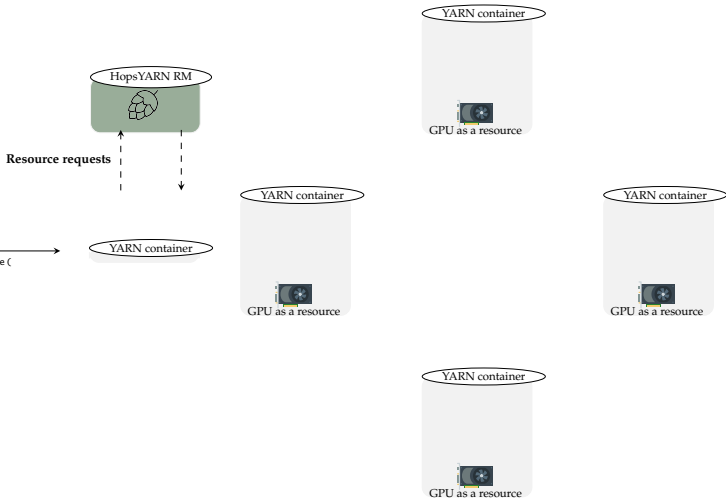 YARN container
HopsYARN RM
GPU as a resource
Resource requests
YARN container
YARN container
YARN container
e(
GPU as a resource
GPU as a resource
YARN container
GPU as a resource